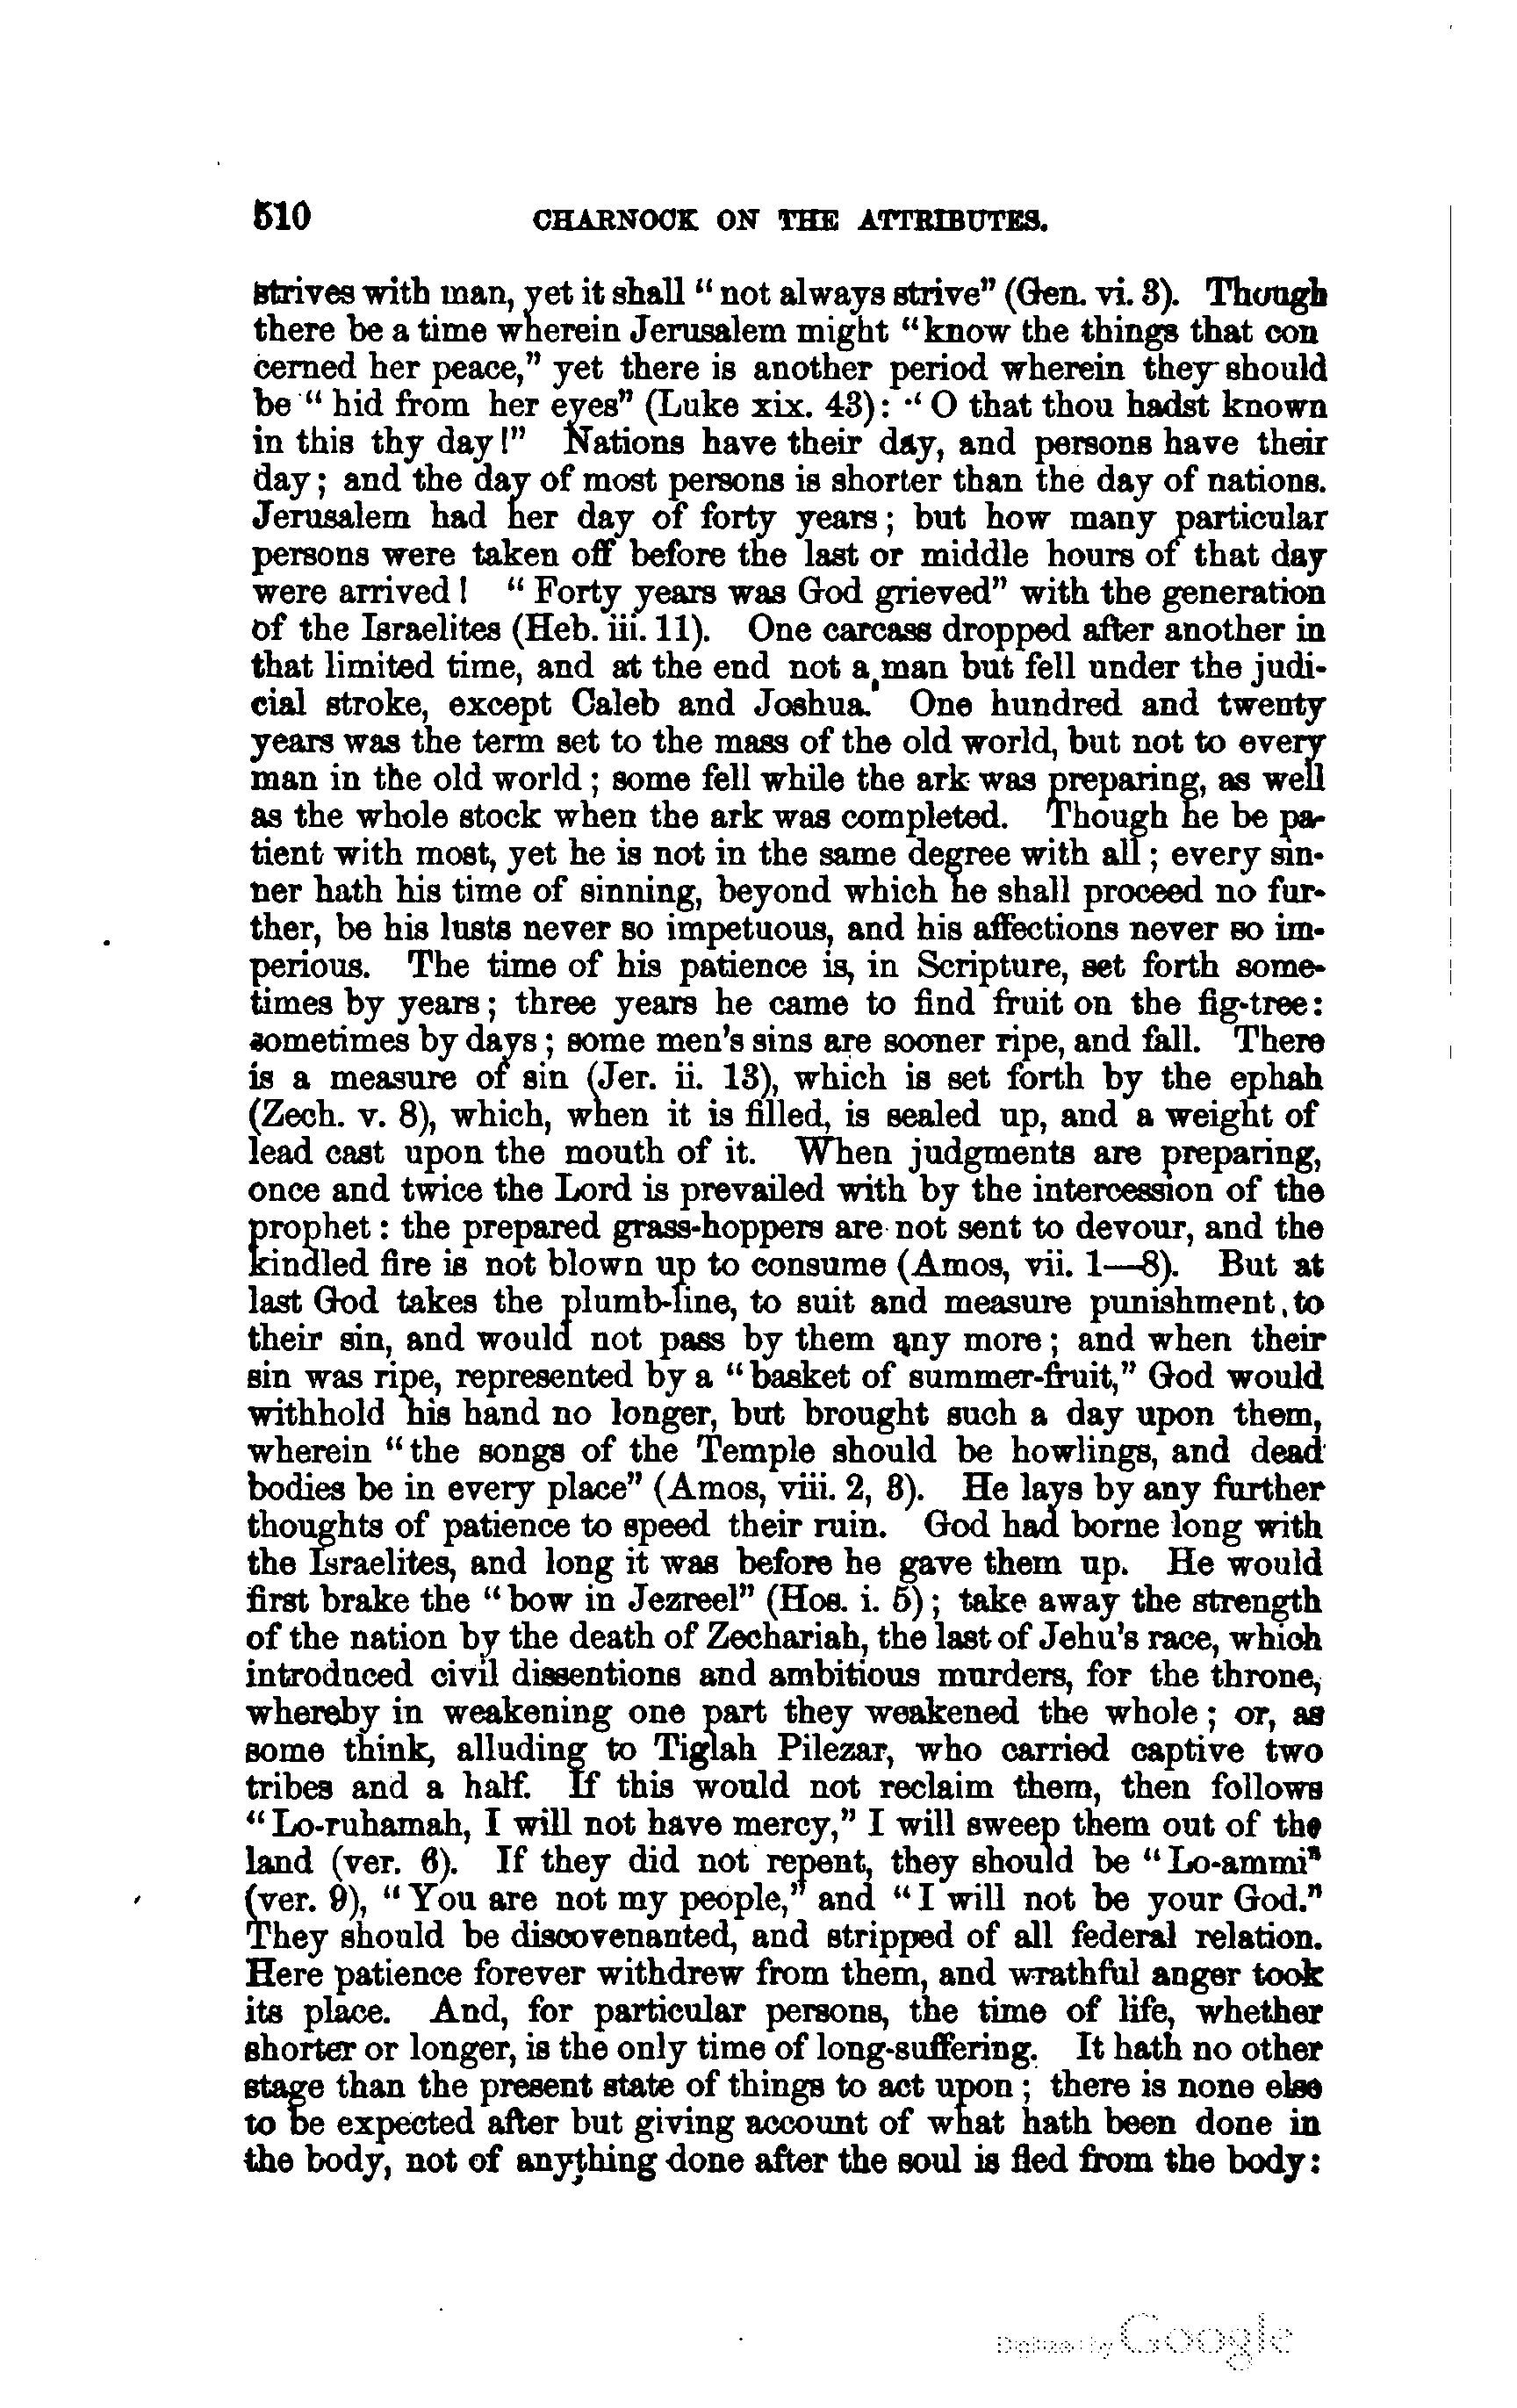 510 CHARNOCK ON THE ATTRIBUTES.
strives with man, yet it shall “ not always strive” (Gen. vi. 3). Though
there be a time wherein Jerusalem might “know the things that con
cerned her peace,” yet there is another period wherein they should
be “ hid from her eyes” (Luke xix. 43): “ O that thou hadst known
in this thy day!” Nations have their day, and persons have their
day; and the day of most persons is shorter than the day of nations.
Jerusalem had her day of forty years; but how many particular
persons were taken off before the last or middle hours of that day
were arrived! “ Forty years was God grieved” with the generation
of the Israelites (Heb. iii. 11). One carcass dropped after another in
that limited time, and at the end not a man but fell under the judi-
cial stroke, except Caleb and Joshua. One hundred and twenty
years was the term set to the mass of the old world, but not to every
man in the old world; some fell while the ark was preparing, as well
as the whole stock when the ark was completed. Though he be pa-
tient with most, yet he is not in the same degree with all; every sin-
ner hath his time of sinning, beyond which he shall proceed no fur-
ther, be his lusts never so impetuous, and his affections never so im-
perious. The time of his patience is, in Scripture, set forth some-
times by years; three years he came to find fruit on the fig-tree:
sometimes by days; some men's sins are sooner ripe, and fall. There
is a measure of sin (Jer. ii. 13), which is set forth by the ephah
(Zech. v. 8), which, when it is filled, is sealed up, and a weight of
lead cast upon the mouth of it. When judgments are preparing,
once and twice the Lord is prevailed with by the intercession of the
prophet: the prepared grass-hoppers are not sent to devour, and the
kindled fire is not blown up to consume (Amos, vii. 1—8). But at
last God takes the plumb-line, to suit and measure punishment to
their sin, and would not pass by them any more; and when their
sin was ripe, represented by a “basket of summer-fruit,” God would
withhold his hand no longer, but brought such a day upon them,
wherein “the songs of the Temple should be howlings, and dead
bodies be in every place” (Amos, viii. 2, 3). He lays by any further
thoughts of patience to speed their ruin. God had borne long with
the Israelites, and long it was before he gave them up. He would
first brake the “bow in Jezreel” (Hos. i. 5); take away the strength
of the nation by the death of Zechariah, the last of Jehu's race, which
introduced civil dissentions and ambitious murders, for the throne,
whereby in weakening one part they weakened the whole; or, as
some think, alluding to Tiglah Pilezar, who carried captive two
tribes and a half. If this would not reclaim them, then follows
“Lo-ruhamah, I will not have mercy,” I will sweep them out of the
land (ver. 6). If they did not repent, they should be “Lo-ammi”
(ver. 9), “You are not my people,” and “I will not be your God.”
They should be discovenanted, and stripped of all federal relation.
Here patience forever withdrew from them, and wrathful anger took
its place. And, for particular persons, the time of life, whether
shorter or longer, is the only time of long-suffering. It hath no other
stage than the present state of things to act upon; there is none else
to be expected after but giving account of what hath been done in
the body, not of anything done after the soul is fled from the body:
Digitized by Google